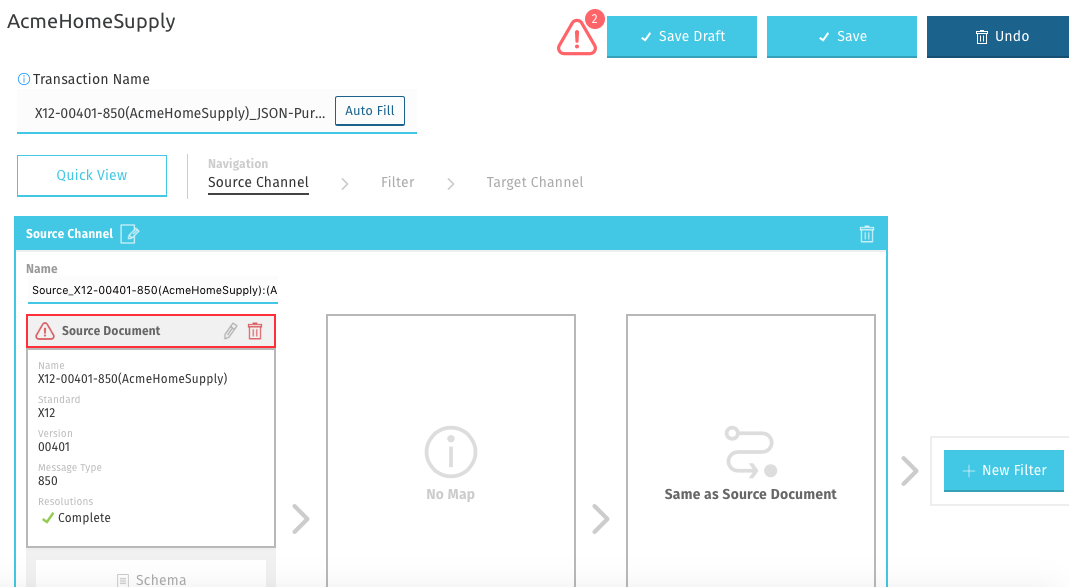 AcmeHomeSupply
2
Save Draft
Save
Undo
Transaction Name
X12-00401-850(AcmeHomeSupply)_JSON-Pur...
Auto Fill
Quick View
Navigation
Source Channel
Filter
Target Channel
Source Channel
Name
Source_X12-00401-850(AcmeHomeSupply):(A
Source Document
Name
X12-00401-850(AcmeHomeSupply)
Standard
X12
Version
00401
Message Type
850
Resolutions
Complete
Schema
No Map
Same as Source Document
New Filter